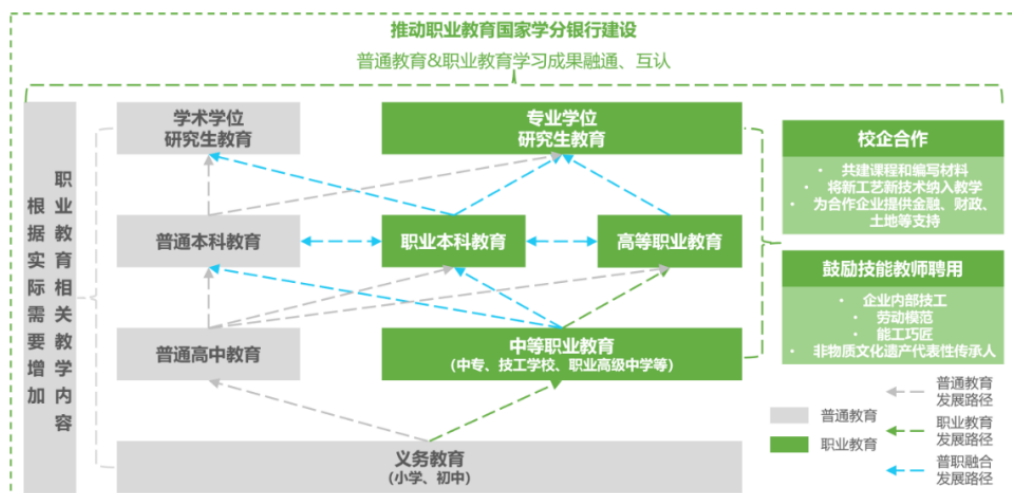 推动职业教育国家学分银行建设
普通教育&职业教育学习成果融通、互认
根据实际需要增加
职业教育相关教学内容
学术学位
研究生教育
专业学位
研究生教育
普通本科教育
职业本科教育
高等职业教育
普通高中教育
中等职业教育
(中专、技工学校、职业高级中学等)
义务教育
(小学、初中)
校企合作
• 共建课程和编写材料
• 将新工艺新技术纳入教学
• 为合作企业提供金融、财政、
土地等支持
鼓励技能教师聘用
• 企业内部技工
• 劳动模范
• 能工巧匠
• 非物质文化遗产代表性传承人
普通教育
职业教育
普通教育
发展路径
职业教育
发展路径
普职融合
发展路径